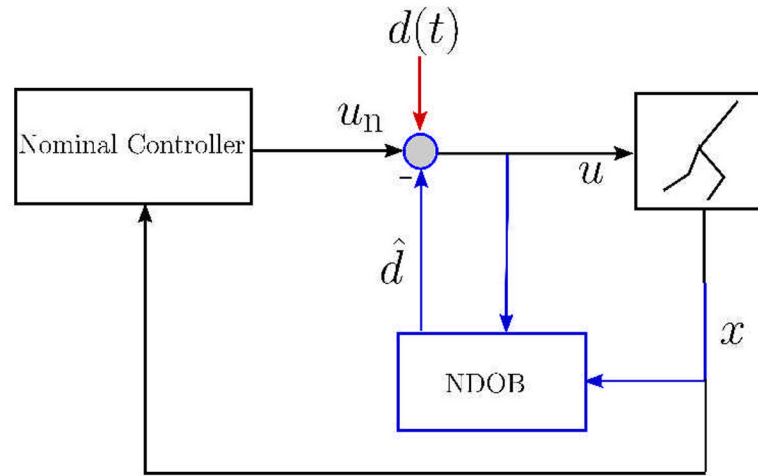 d(t)
Nominal Controller
uₙ
-
u
d̂
x
NDOB